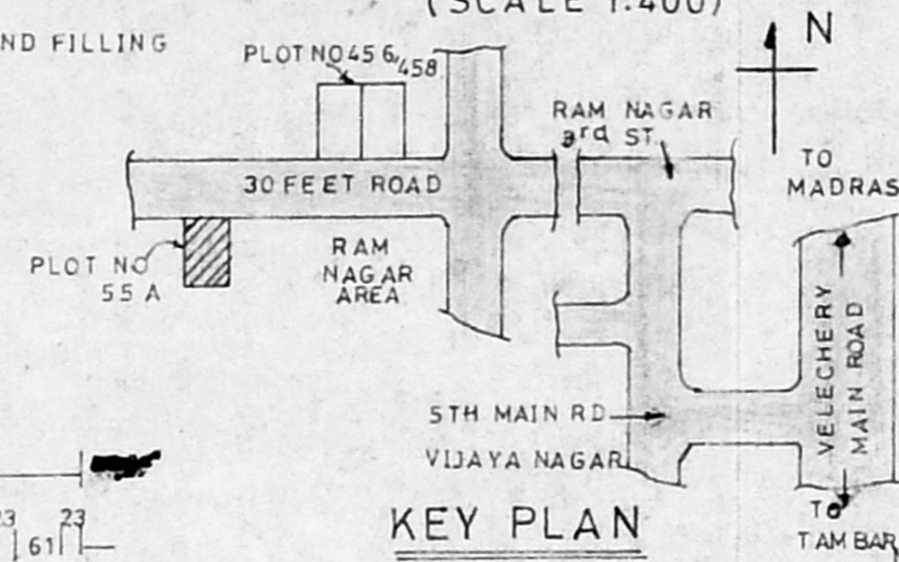 (SCALE 1:400)
ND FILLING
PLOT NO 456/458
N
RAM NAGAR
3rd ST.
TO
MADRAS
30 FEET ROAD
PLOT NO
55 A
RAM
NAGAR
AREA
VELECHERY
MAIN ROAD
5TH MAIN RD
VIJAYA NAGAR
TO
TAMBAR
KEY PLAN
23
61
23